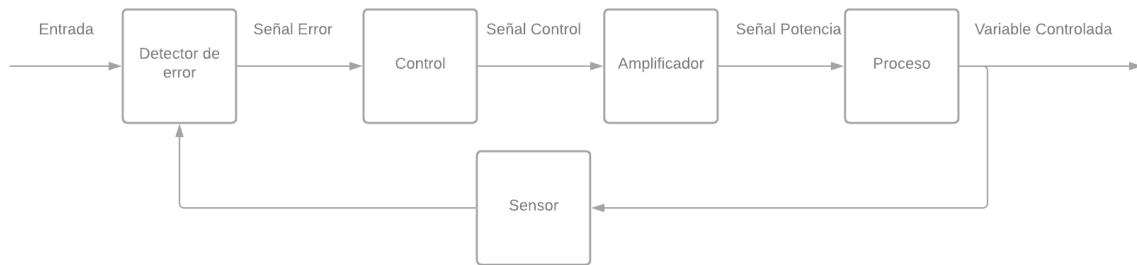 Entrada
Detector de
error
Señal Error
Control
Señal Control
Amplificador
Señal Potencia
Proceso
Variable Controlada
Sensor